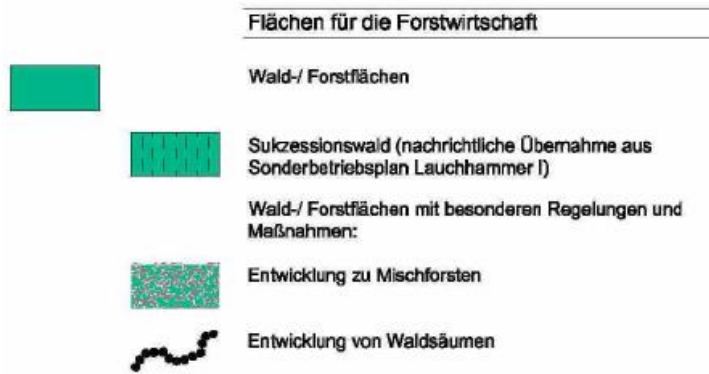 Flächen für die Forstwirtschaft
Wald-/ Forstflächen
Sukzessionswald (nachrichtliche Übernahme aus
Sonderbetriebsplan Lauchhammer I)
Wald-/ Forstflächen mit besonderen Regelungen und
Maßnahmen:
Entwicklung zu Mischforsten
Entwicklung von Waldsäumen